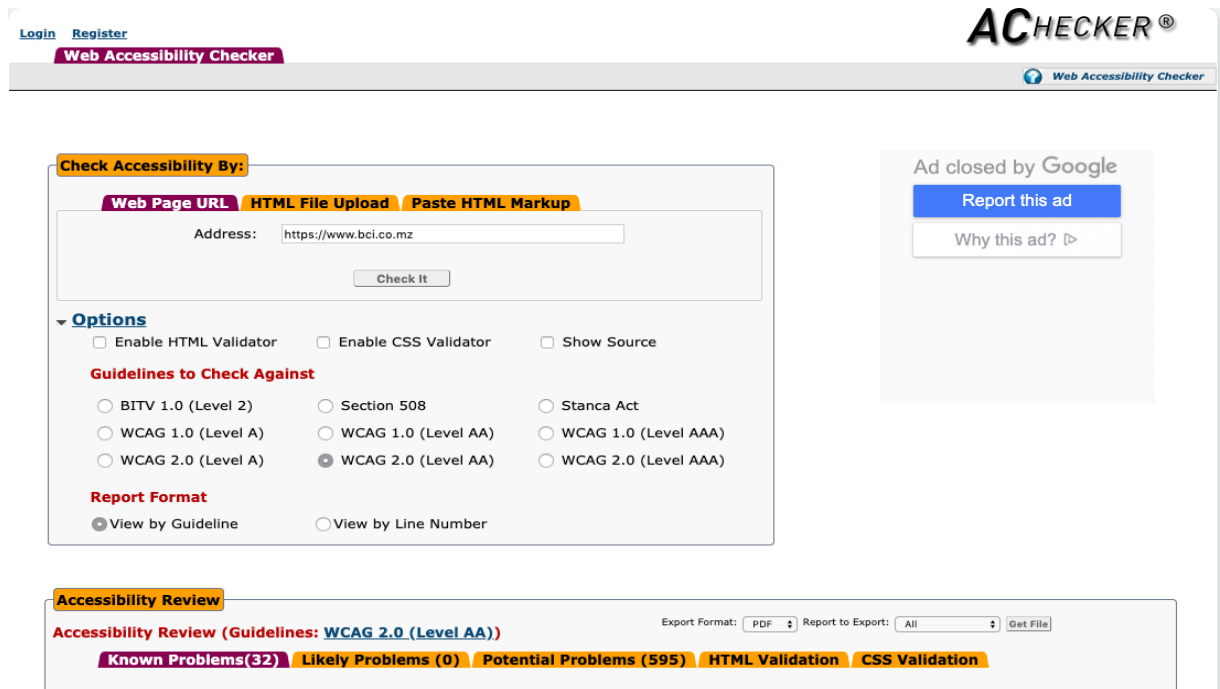 Login Register
ACHECKER ®
Web Accessibility Checker
Web Accessibility Checker
Check Accessibility By:
Web Page URL HTML File Upload Paste HTML Markup
Address: https://www.bci.co.mz
Check It
Options
Enable HTML Validator Enable CSS Validator Show Source
Guidelines to Check Against
BITV 1.0 (Level 2) Section 508 Stanca Act
WCAG 1.0 (Level A) WCAG 1.0 (Level AA) WCAG 1.0 (Level AAA)
WCAG 2.0 (Level A) WCAG 2.0 (Level AA) WCAG 2.0 (Level AAA)
Report Format
View by Guideline View by Line Number
Ad closed by Google
Report this ad
Why this ad?
Accessibility Review
Accessibility Review (Guidelines: WCAG 2.0 (Level AA))
Export Format: PDF Report to Export: All Get File
Known Problems(32) Likely Problems (0) Potential Problems (595) HTML Validation CSS Validation